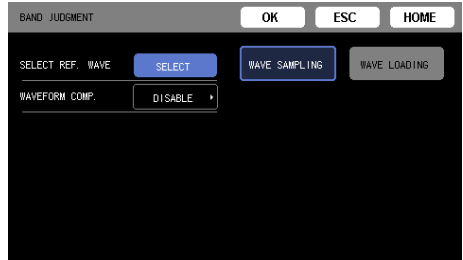 BAND JUDGMENT OK ESC HOME
SELECT REF. WAVE SELECT WAVE SAMPLING WAVE LOADING
WAVEFORM COMP. DISABLE